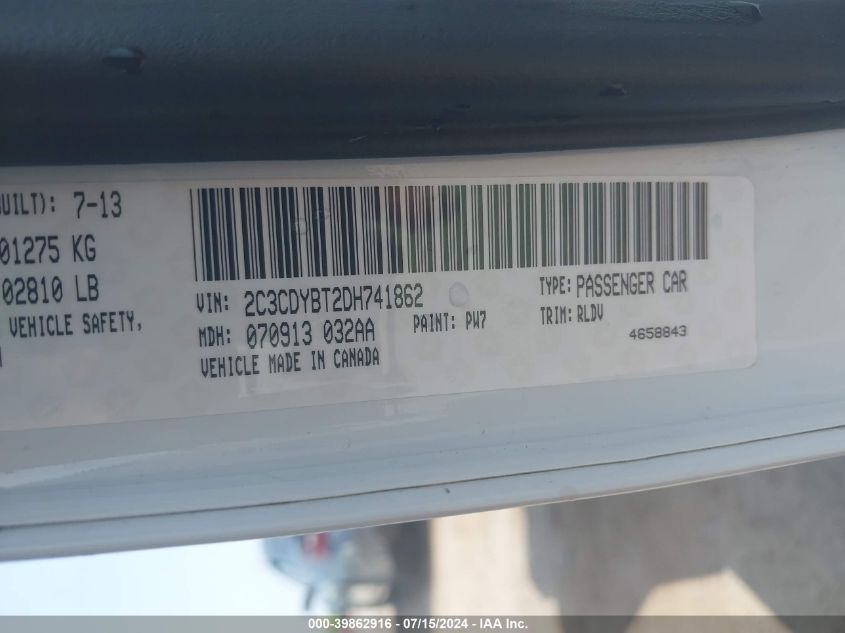 BUILT): 7-13
01275 KG
02810 LB
VEHICLE SAFETY,
VIN: 2C3CDYBT2DH741862
TYPE: PASSENGER CAR
MDH: 070913 032AA
PAINT: PW7
TRIM: RLDV
VEHICLE MADE IN CANADA
4658843
000-39862916 - 07/15/2024 - IAA Inc.